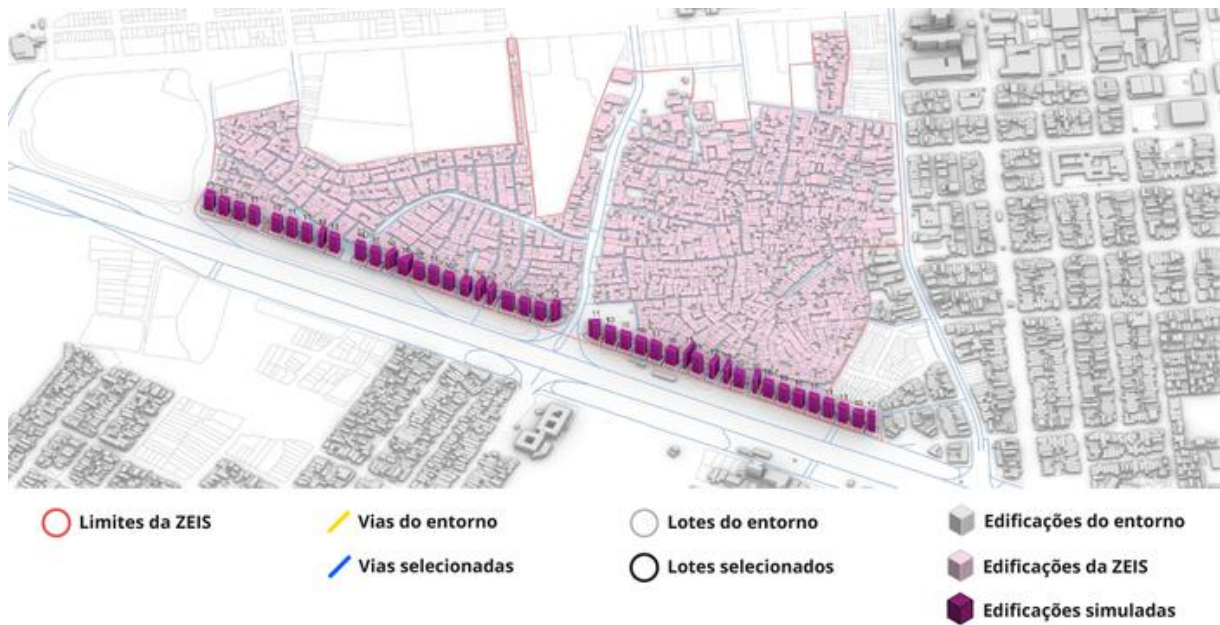 Limites da ZEIS
Vias do entorno
Lotes do entorno
Edificações do entorno
Vias selecionadas
Lotes selecionados
Edificações da ZEIS
Edificações simuladas